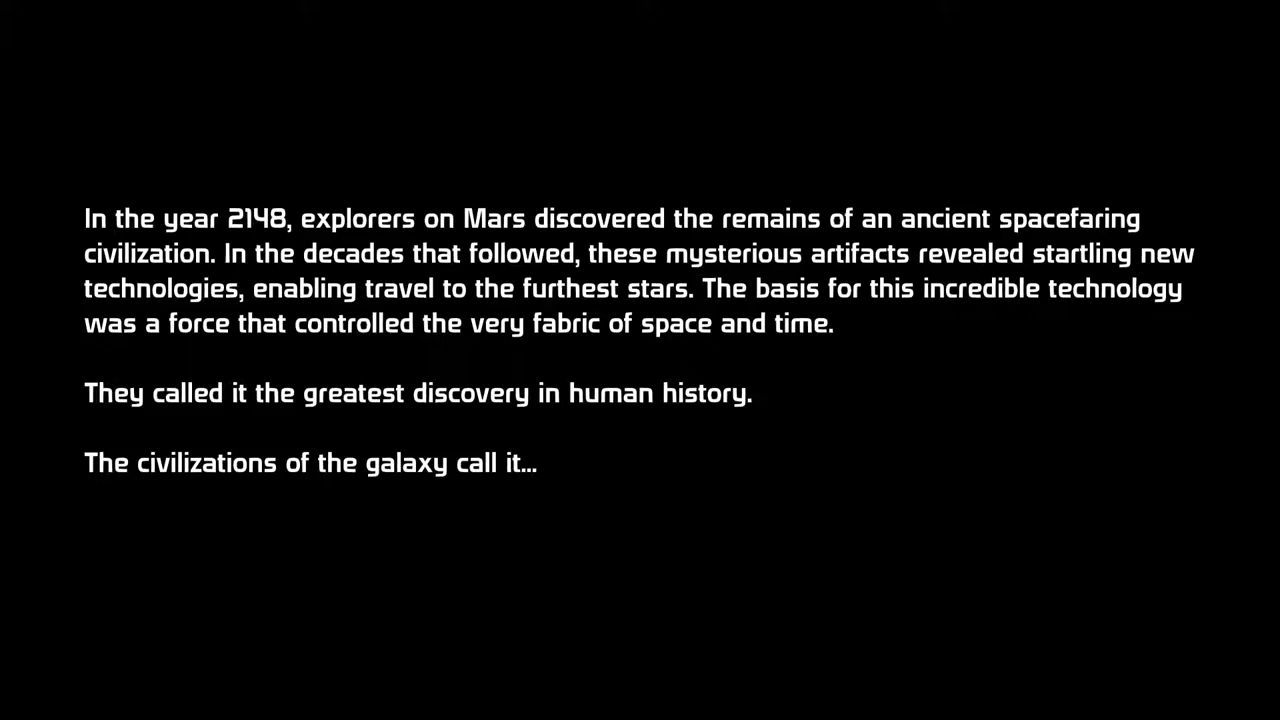 In the year 2148, explorers on Mars discovered the remains of an ancient spacefaring
civilization. In the decades that followed, these mysterious artifacts revealed startling new
technologies, enabling travel to the furthest stars. The basis for this incredible technology
was a force that controlled the very fabric of space and time.
They called it the greatest discovery in human history.
The civilizations of the galaxy call it...